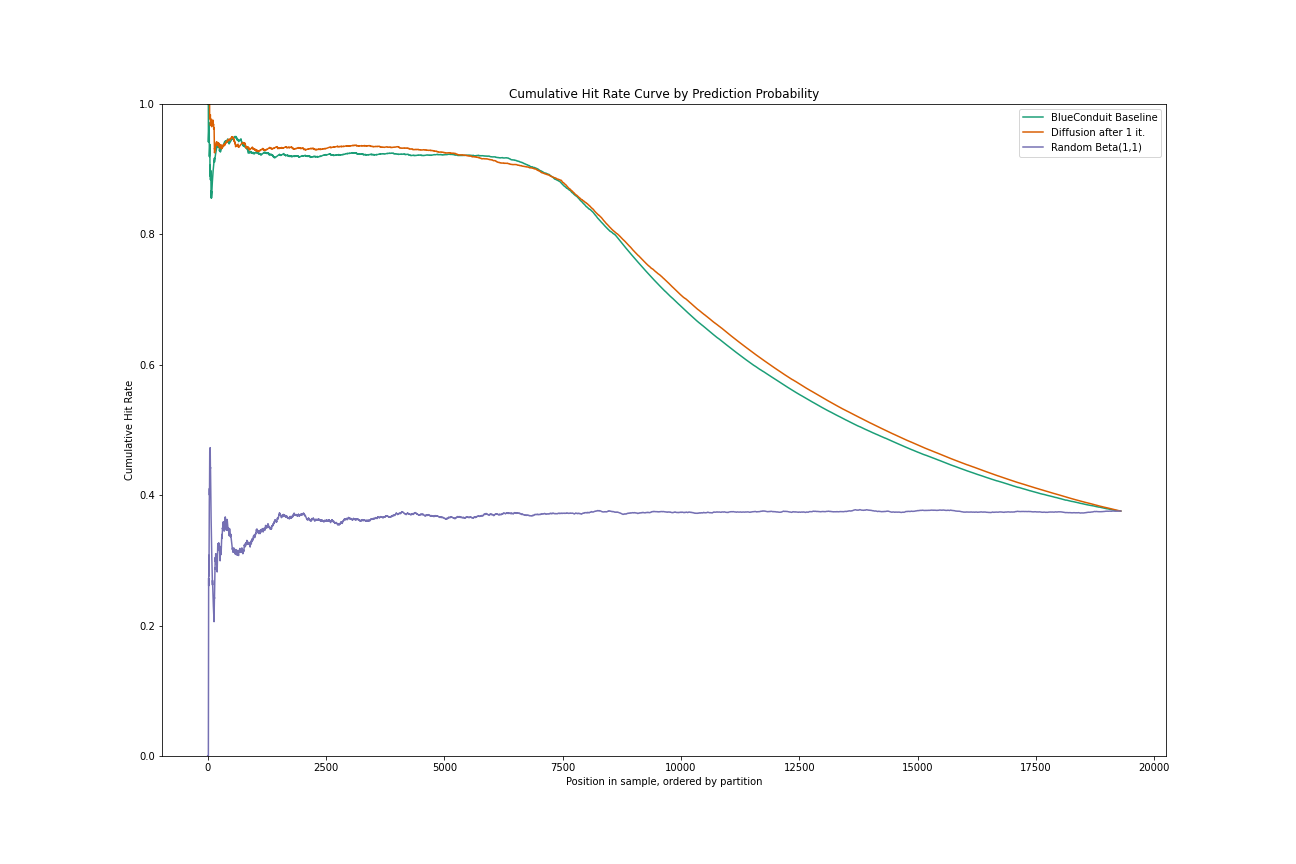 Cumulative Hit Rate Curve by Prediction Probability
BlueConduit Baseline
Diffusion after 1 it.
Random Beta(1,1)
1.0
0.8
0.6
0.4
0.2
0.0
Cumulative Hit Rate
0 2500 5000 7500 10000 12500 15000 17500 20000
Position in sample, ordered by partition